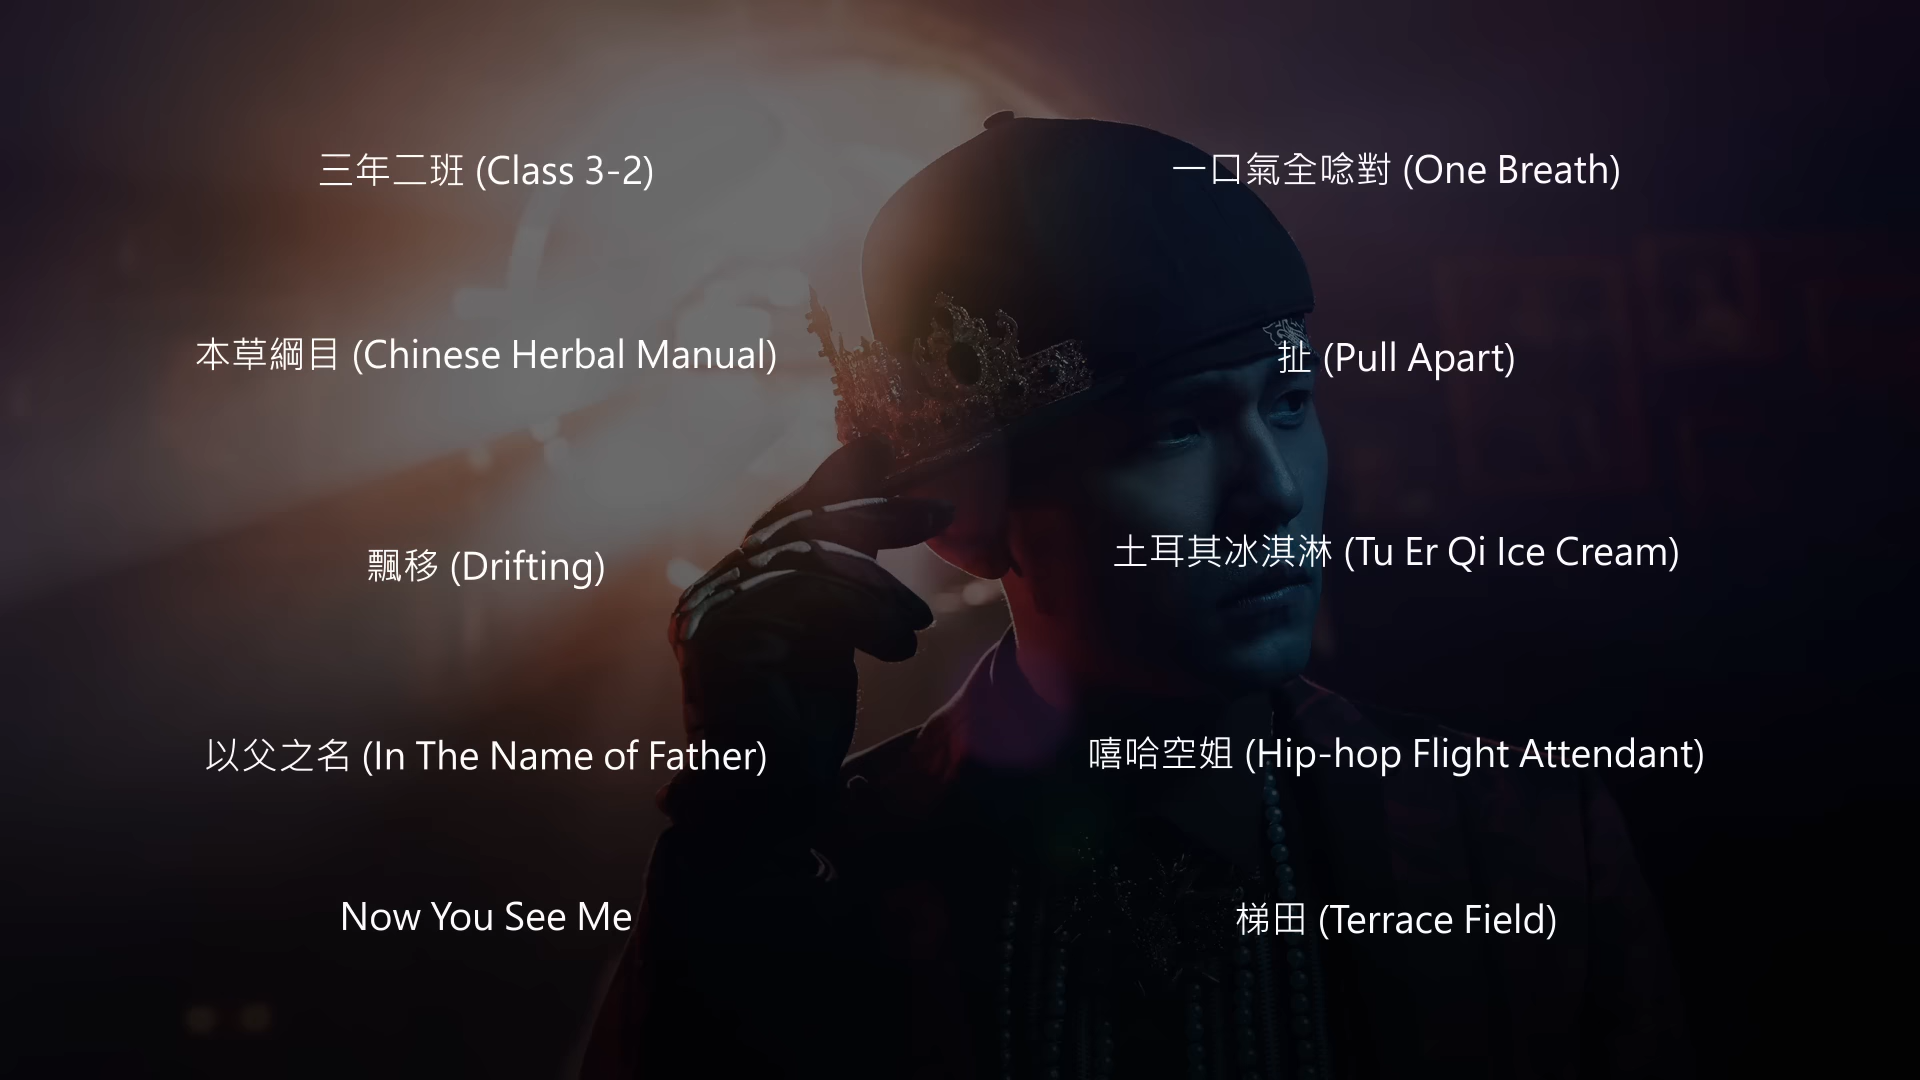 三年二班 (Class 3-2)
一口氣全唸對 (One Breath)
本草綱目 (Chinese Herbal Manual)
扯 (Pull Apart)
飄移 (Drifting)
土耳其冰淇淋 (Tu Er Qi Ice Cream)
以父之名 (In The Name of Father)
嘻哈空姐 (Hip-hop Flight Attendant)
Now You See Me
梯田 (Terrace Field)